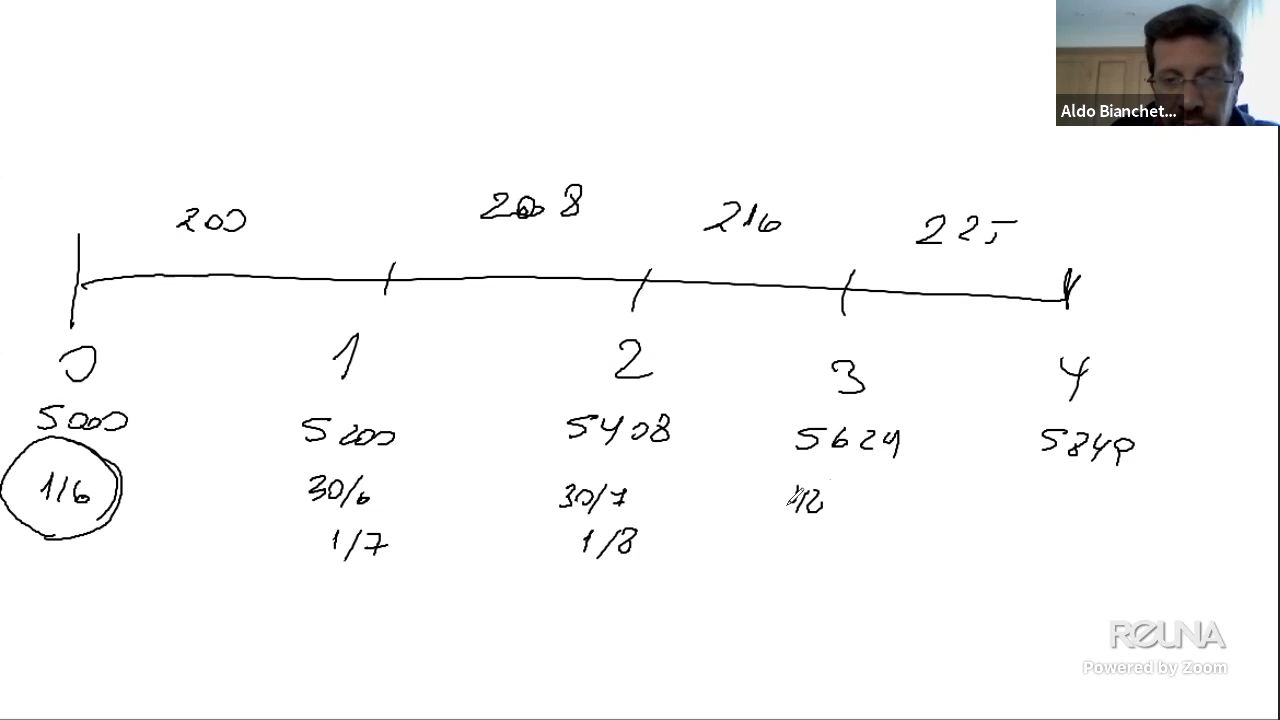 Aldo Bianchet...
200 208 216 225
0 1 2 3 4
5000 5200 5408 5624 5849
1/6 30/6 30/7
1/7 1/8
REUNA
Powered by Zoom